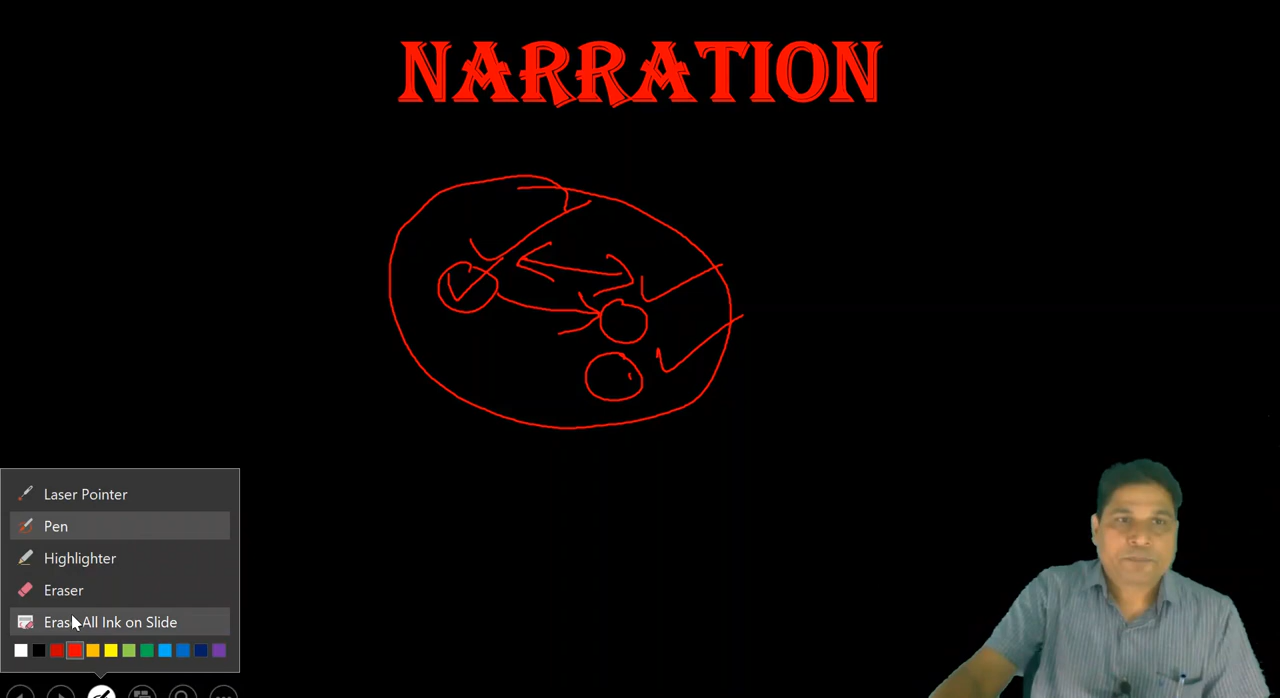 NARRATION
Laser Pointer
Pen
Highlighter
Eraser
Erase All Ink on Slide